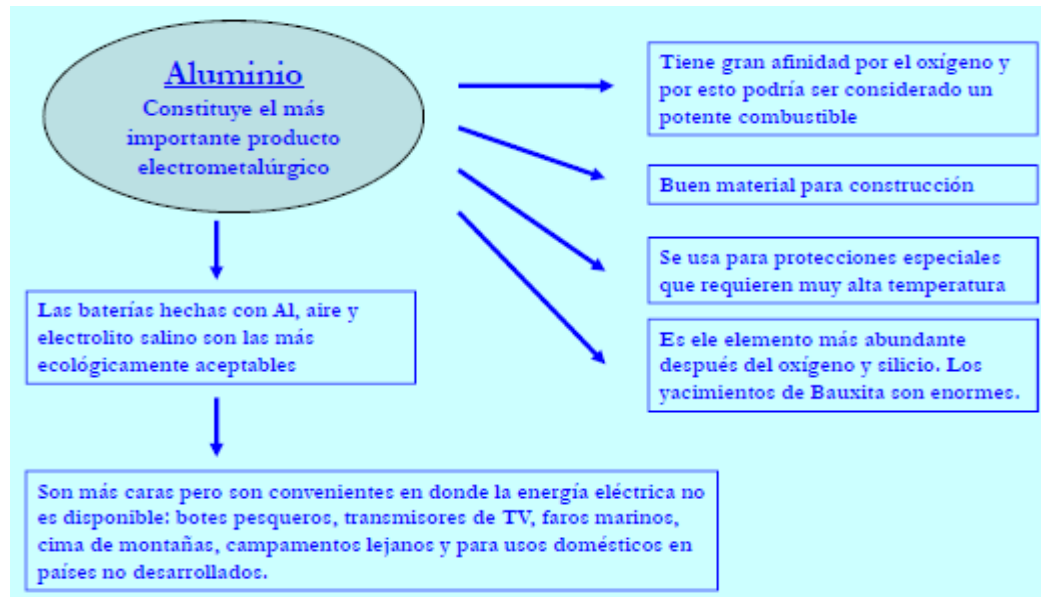 Aluminio
Constituye el más
importante producto
electrometalúrgico
Tiene gran afinidad por el oxígeno y
por esto podría ser considerado un
potente combustible
Buen material para construcción
Se usa para protecciones especiales
que requieren muy alta temperatura
Es ele elemento más abundante
después del oxígeno y silicio. Los
yacimientos de Bauxita son enormes.
Las baterías hechas con Al, aire y
electrolito salino son las más
ecológicamente aceptables
Son más caras pero son convenientes en donde la energía eléctrica no
es disponible: botes pesqueros, transmisores de TV, faros marinos,
cima de montañas, campamentos lejanos y para usos domésticos en
países no desarrollados.